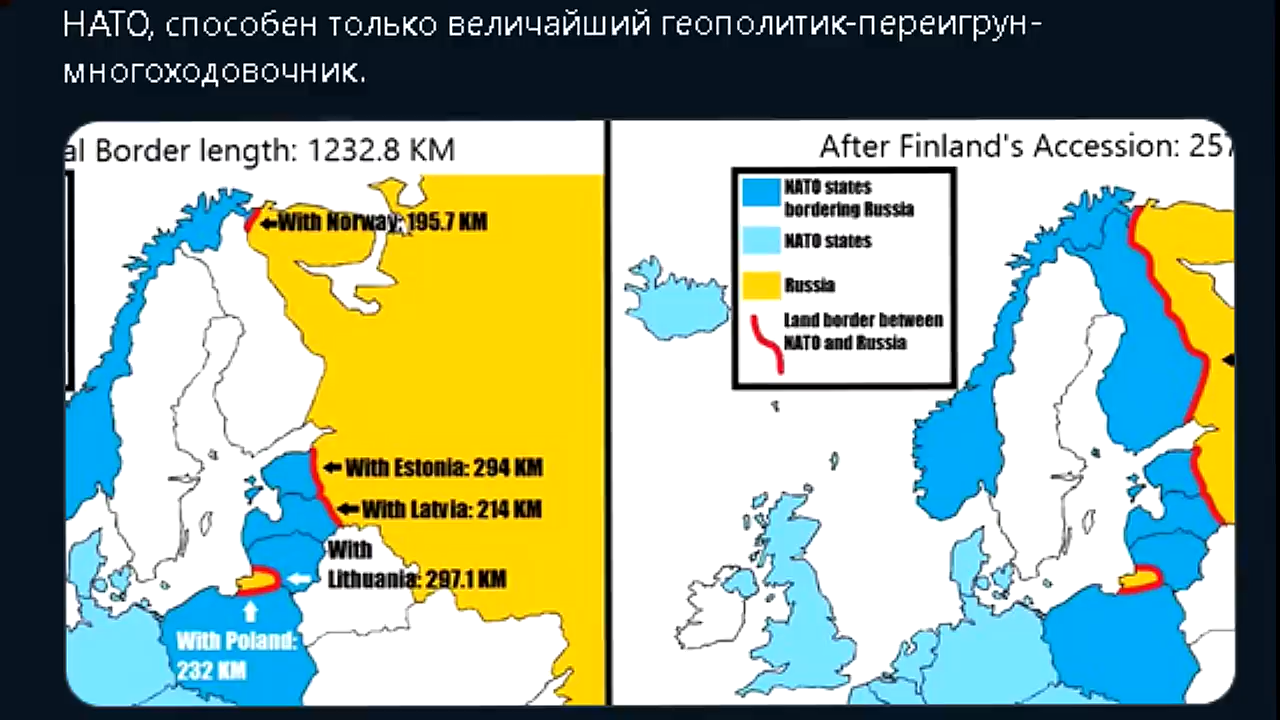 НАТО, способен только величайший геополитик-переигрун-
многоходовочник.
al Border length: 1232.8 KM
With Norway: 195.7 KM
With Estonia: 294 KM
With Latvia: 214 KM
With
Lithuania: 297.1 KM
With Poland:
232 KM
After Finland's Accession: 257
NATO states
bordering Russia
NATO states
Russia
Land border between
NATO and Russia